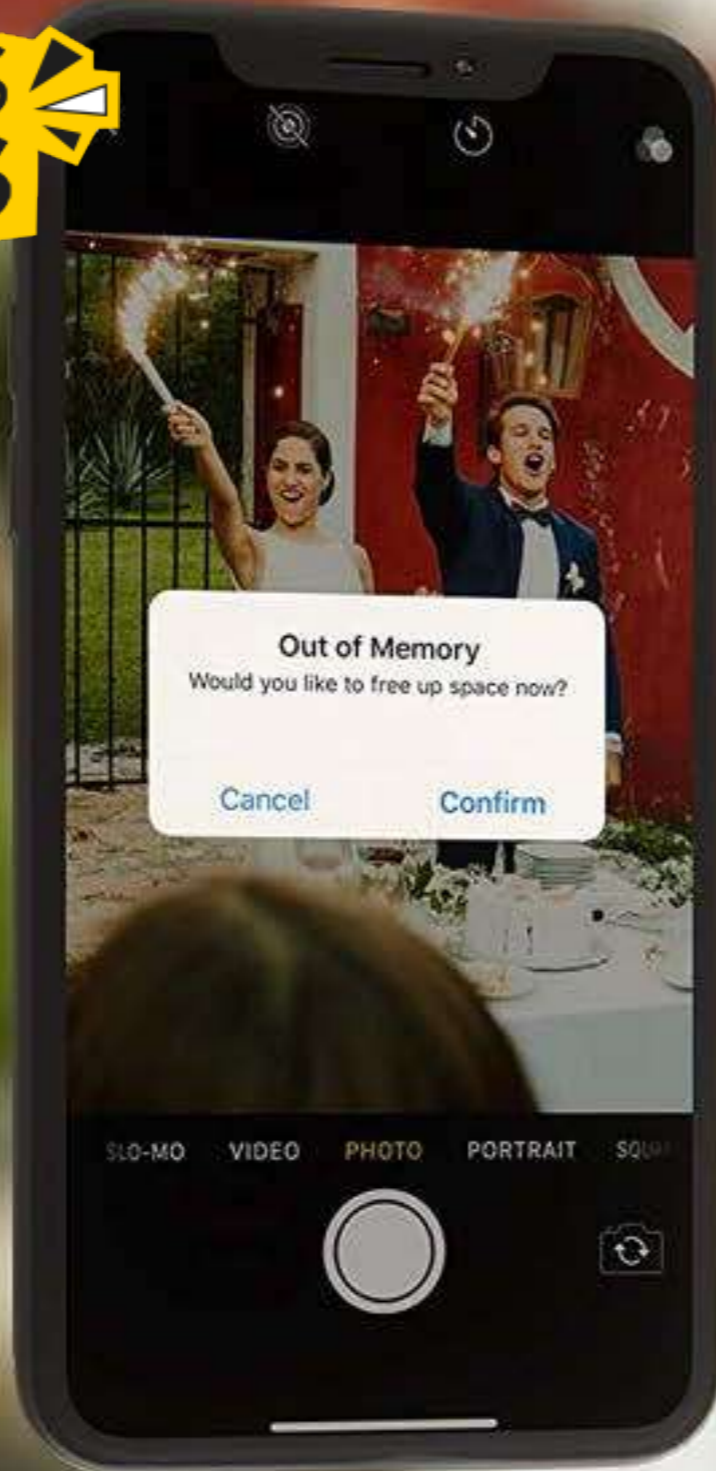 Out of Memory
Would you like to free up space now?
Cancel Confirm
SLO-MO VIDEO PHOTO PORTRAIT